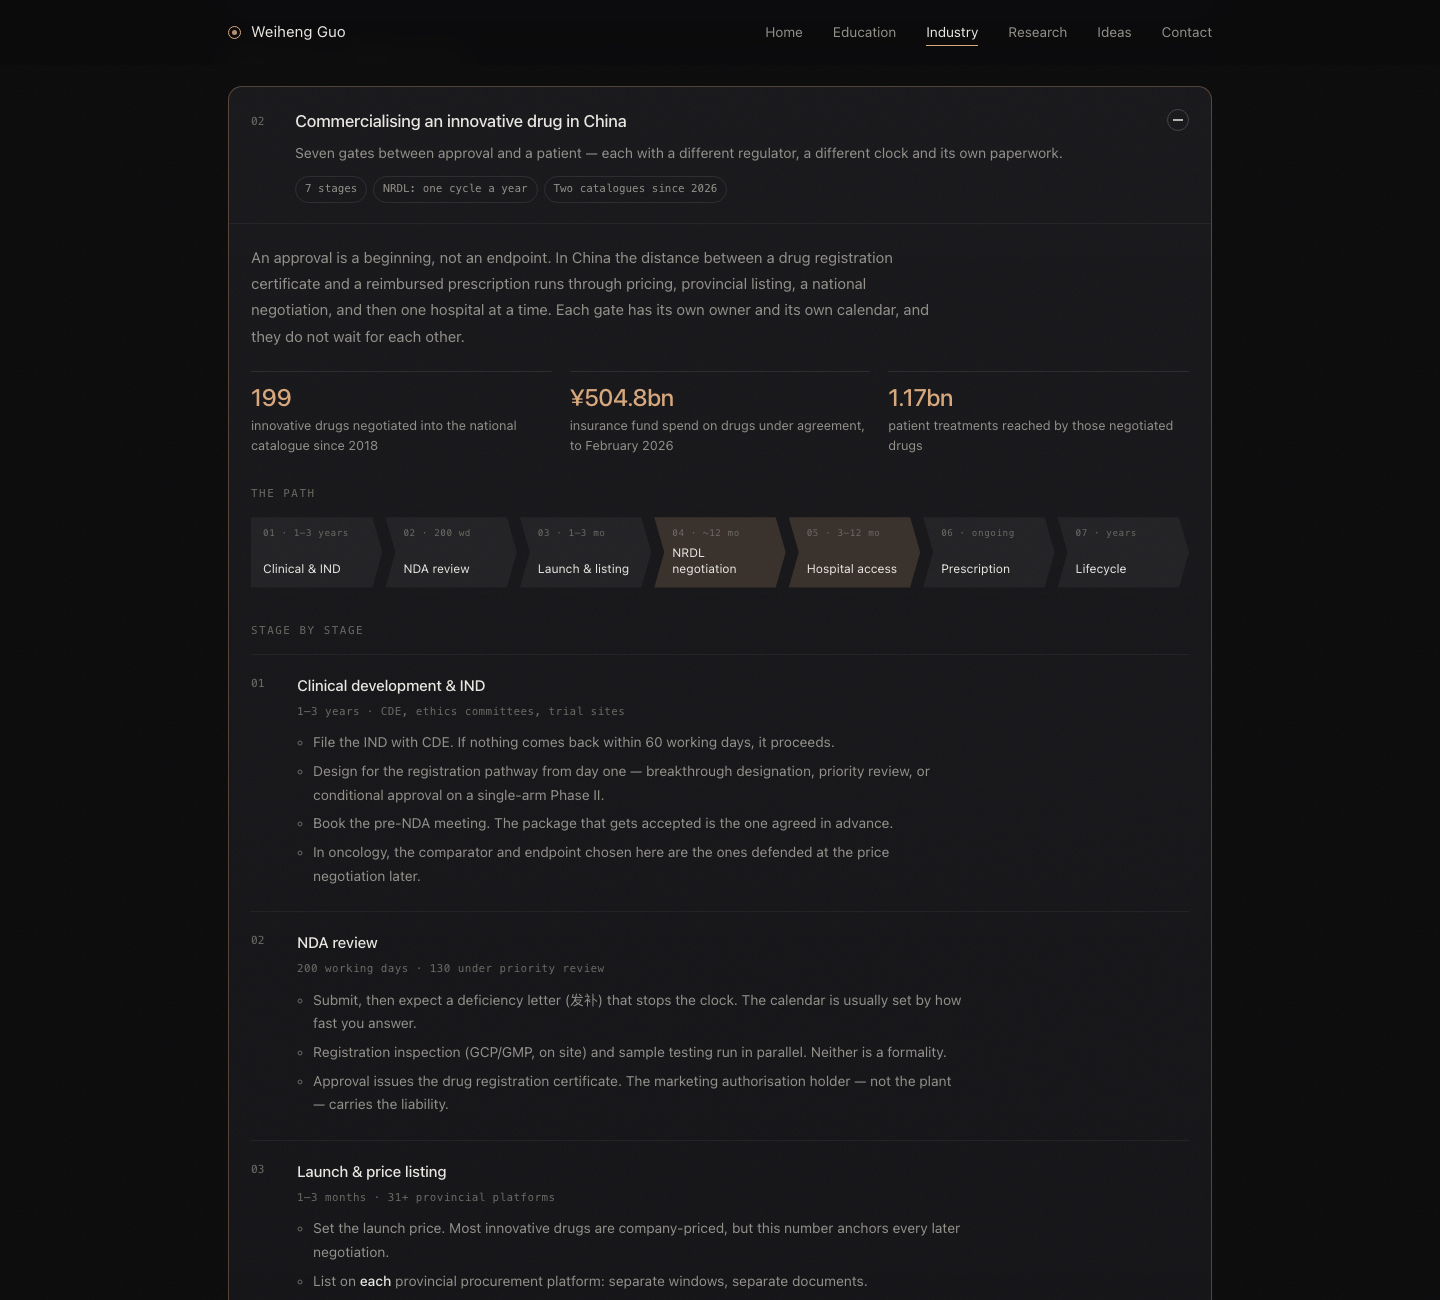 Weiheng Guo
Home Education Industry Research Ideas Contact
02 Commercialising an innovative drug in China
Seven gates between approval and a patient — each with a different regulator, a different clock and its own paperwork.
7 stages NRDL: one cycle a year Two catalogues since 2026
An approval is a beginning, not an endpoint. In China the distance between a drug registration
certificate and a reimbursed prescription runs through pricing, provincial listing, a national
negotiation, and then one hospital at a time. Each gate has its own owner and its own calendar, and
they do not wait for each other.
199
innovative drugs negotiated into the national
catalogue since 2018
¥504.8bn
insurance fund spend on drugs under agreement,
to February 2026
1.17bn
patient treatments reached by those negotiated
drugs
THE PATH
01 · 1–3 years
Clinical & IND
02 · 200 wd
NDA review
03 · 1–3 mo
Launch & listing
04 · ~12 mo
NRDL
negotiation
05 · 3–12 mo
Hospital access
06 · ongoing
Prescription
07 · years
Lifecycle
STAGE BY STAGE
01 Clinical development & IND
1–3 years · CDE, ethics committees, trial sites
File the IND with CDE. If nothing comes back within 60 working days, it proceeds.
Design for the registration pathway from day one — breakthrough designation, priority review, or
conditional approval on a single-arm Phase II.
Book the pre-NDA meeting. The package that gets accepted is the one agreed in advance.
In oncology, the comparator and endpoint chosen here are the ones defended at the price
negotiation later.
02 NDA review
200 working days · 130 under priority review
Submit, then expect a deficiency letter (发补) that stops the clock. The calendar is usually set by how
fast you answer.
Registration inspection (GCP/GMP, on site) and sample testing run in parallel. Neither is a formality.
Approval issues the drug registration certificate. The marketing authorisation holder — not the plant
— carries the liability.
03 Launch & price listing
1–3 months · 31+ provincial platforms
Set the launch price. Most innovative drugs are company-priced, but this number anchors every later
negotiation.
List on each provincial procurement platform: separate windows, separate documents.